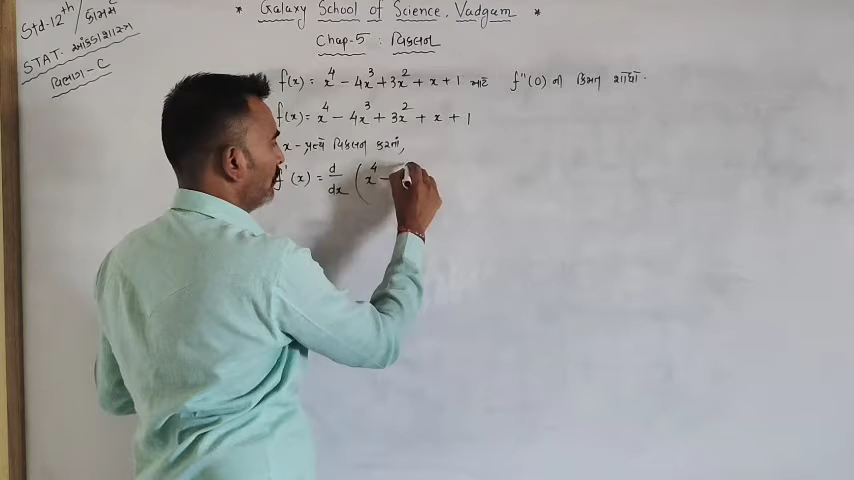 * Galaxy School of Science, Vadgam *
Std-12th / કોમર્સ
STAT: આંકડાશાસ્ત્ર
વિભાગ-C
Chap-5 : વિકલન
f(x) = x⁴ - 4x³ + 3x² + x + 1 માટે f''(0) ની કિંમત શોધો.
f(x) = x⁴ - 4x³ + 3x² + x + 1
x-પ્રત્યે વિકલન કરતાં,
f'(x) = d/dx (x⁴ -